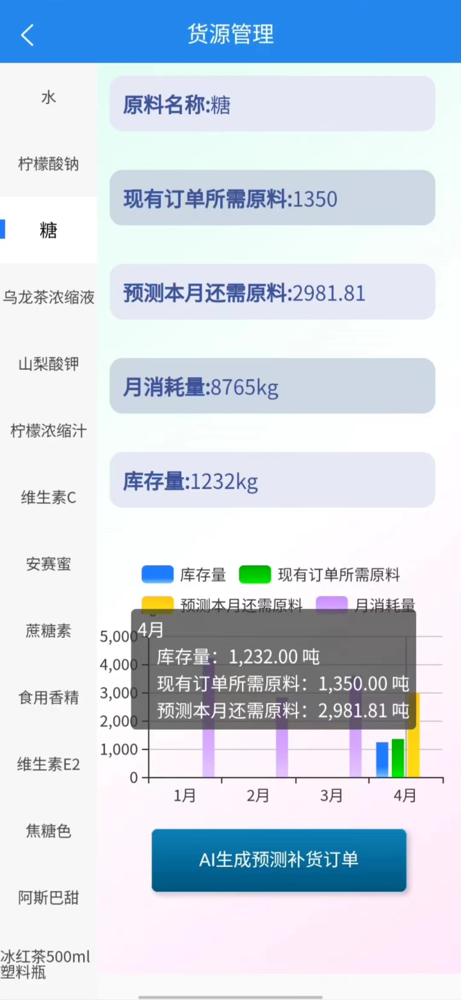 货源管理
水
柠檬酸钠
糖
乌龙茶浓缩液
山梨酸钾
柠檬浓缩汁
维生素C
安赛蜜
蔗糖素
食用香精
维生素E2
焦糖色
阿斯巴甜
冰红茶500ml
塑料瓶
原料名称:糖
现有订单所需原料:1350
预测本月还需原料:2981.81
月消耗量:8765kg
库存量:1232kg
库存量 现有订单所需原料
预测本月还需原料 月消耗量
4月
库存量：1,232.00 吨
现有订单所需原料：1,350.00 吨
预测本月还需原料：2,981.81 吨
5,000
4,000
3,000
2,000
1,000
0
1月 2月 3月 4月
AI生成预测补货订单